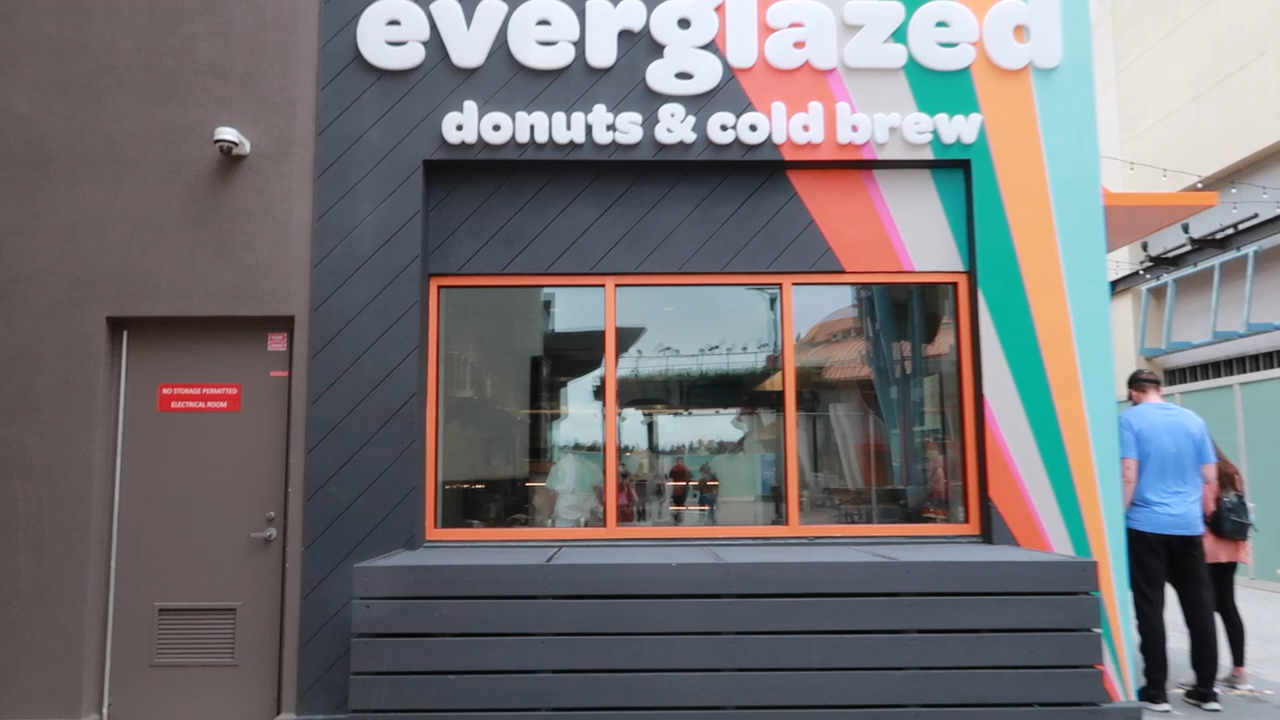 everglazed
donuts & cold brew
NO STORAGE PERMITTED
ELECTRICAL ROOM